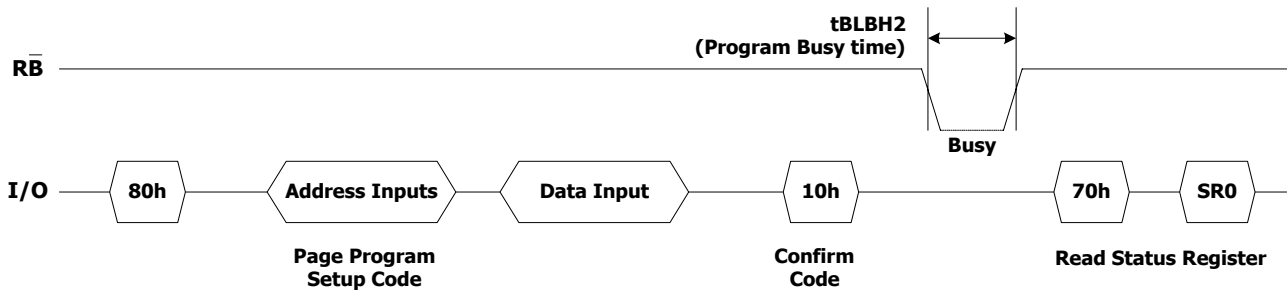 tBLBH2
(Program Busy time)
RB̅
Busy
I/O
80h
Address Inputs
Data Input
10h
70h
SR0
Page Program
Setup Code
Confirm
Code
Read Status Register